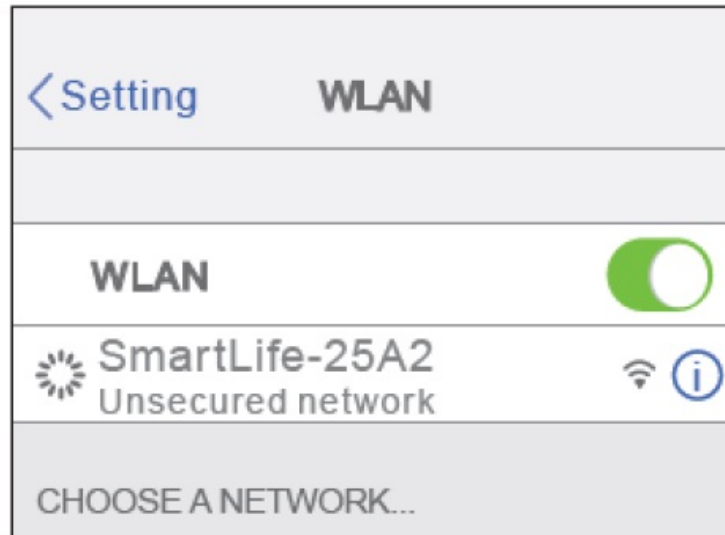 Setting WLAN
WLAN
SmartLife-25A2
Unsecured network
CHOOSE A NETWORK...